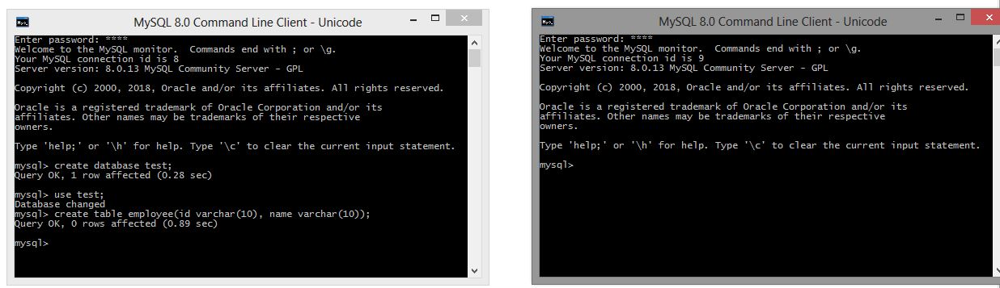 MySQL 8.0 Command Line Client - Unicode
Enter password: ****
Welcome to the MySQL monitor.  Commands end with ; or \g.
Your MySQL connection id is 8
Server version: 8.0.13 MySQL Community Server - GPL
Copyright (c) 2000, 2018, Oracle and/or its affiliates. All rights reserved.
Oracle is a registered trademark of Oracle Corporation and/or its
affiliates. Other names may be trademarks of their respective
owners.
Type 'help;' or '\h' for help. Type '\c' to clear the current input statement.
mysql> create database test;
Query OK, 1 row affected (0.28 sec)
mysql> use test;
Database changed
mysql> create table employee(id varchar(10), name varchar(10));
Query OK, 0 rows affected (0.89 sec)
mysql>
MySQL 8.0 Command Line Client - Unicode
Enter password: ****
Welcome to the MySQL monitor.  Commands end with ; or \g.
Your MySQL connection id is 9
Server version: 8.0.13 MySQL Community Server - GPL
Copyright (c) 2000, 2018, Oracle and/or its affiliates. All rights reserved.
Oracle is a registered trademark of Oracle Corporation and/or its
affiliates. Other names may be trademarks of their respective
owners.
Type 'help;' or '\h' for help. Type '\c' to clear the current input statement.
mysql>